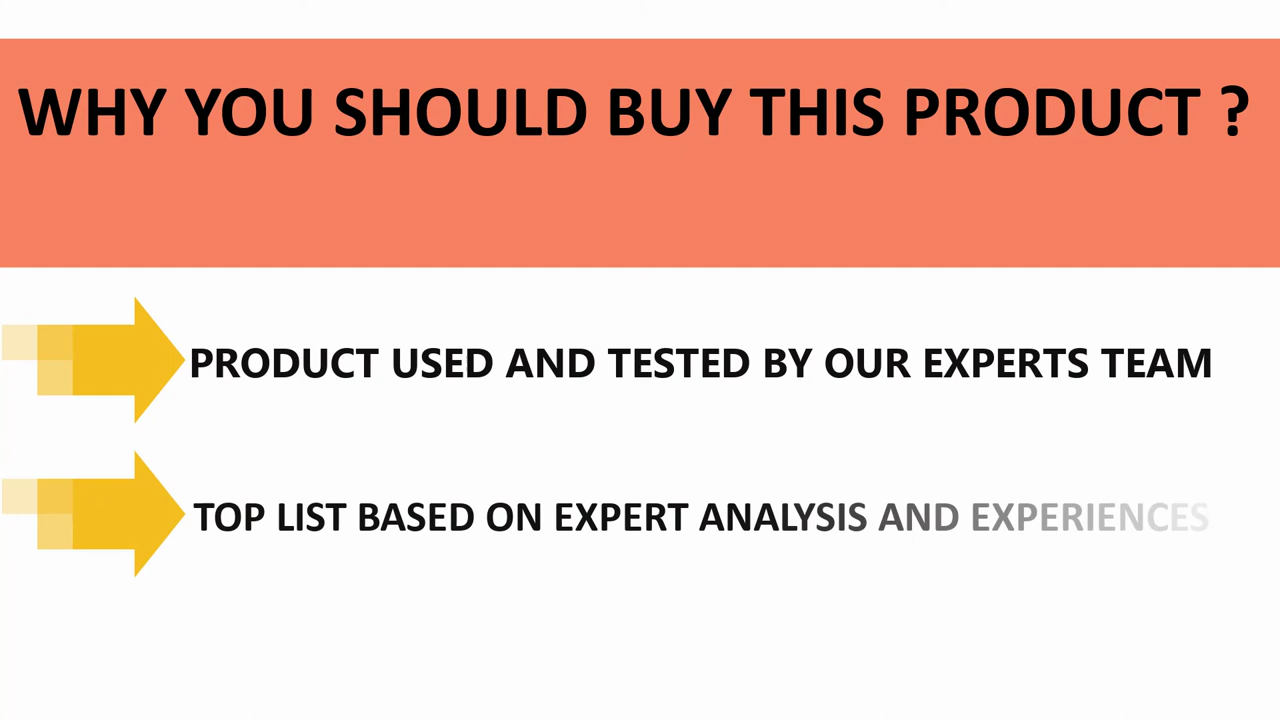 WHY YOU SHOULD BUY THIS PRODUCT ?
PRODUCT USED AND TESTED BY OUR EXPERTS TEAM
TOP LIST BASED ON EXPERT ANALYSIS AND EXPERIENCES